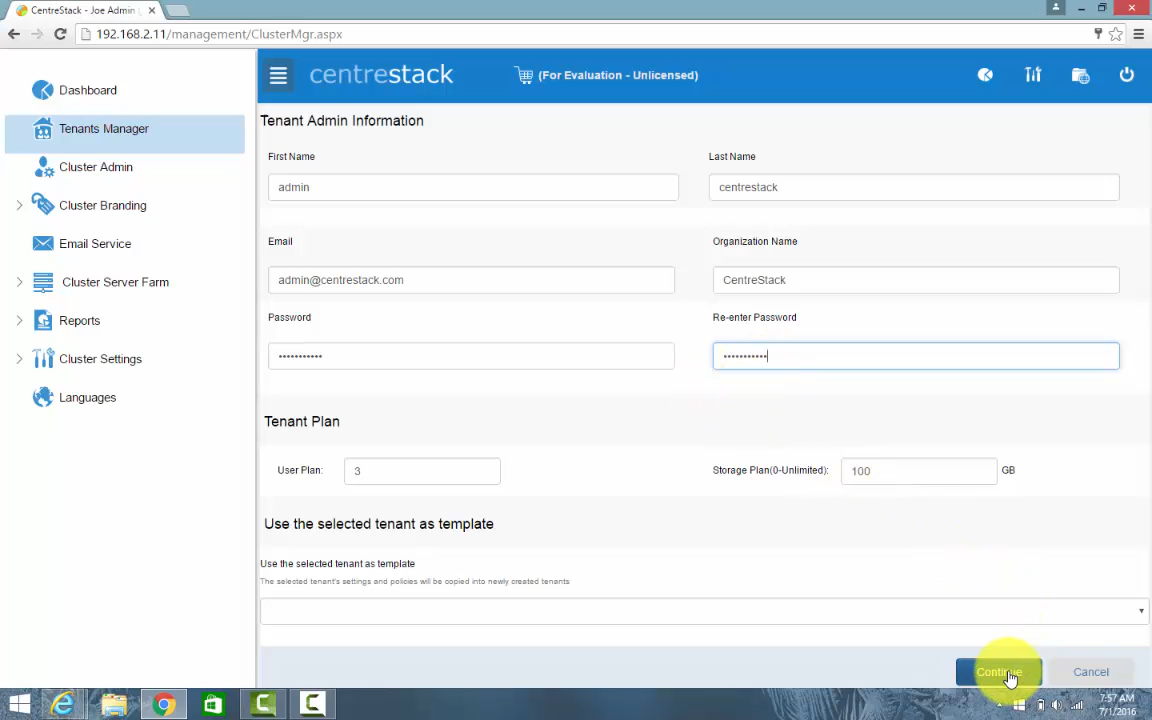 CentreStack - Joe Admin
192.168.2.11/management/ClusterMgr.aspx
Dashboard
Tenants Manager
Cluster Admin
Cluster Branding
Email Service
Cluster Server Farm
Reports
Cluster Settings
Languages
centrestack
(For Evaluation - Unlicensed)
Tenant Admin Information
First Name
Last Name
admin
centrestack
Email
Organization Name
admin@centrestack.com
CentreStack
Password
Re-enter Password
•••••••••••
•••••••••••
Tenant Plan
User Plan:
3
Storage Plan(0-Unlimited):
100
GB
Use the selected tenant as template
Use the selected tenant as template
The selected tenant's settings and policies will be copied into newly created tenants
Continue
Cancel
7:57 AM
7/1/2016